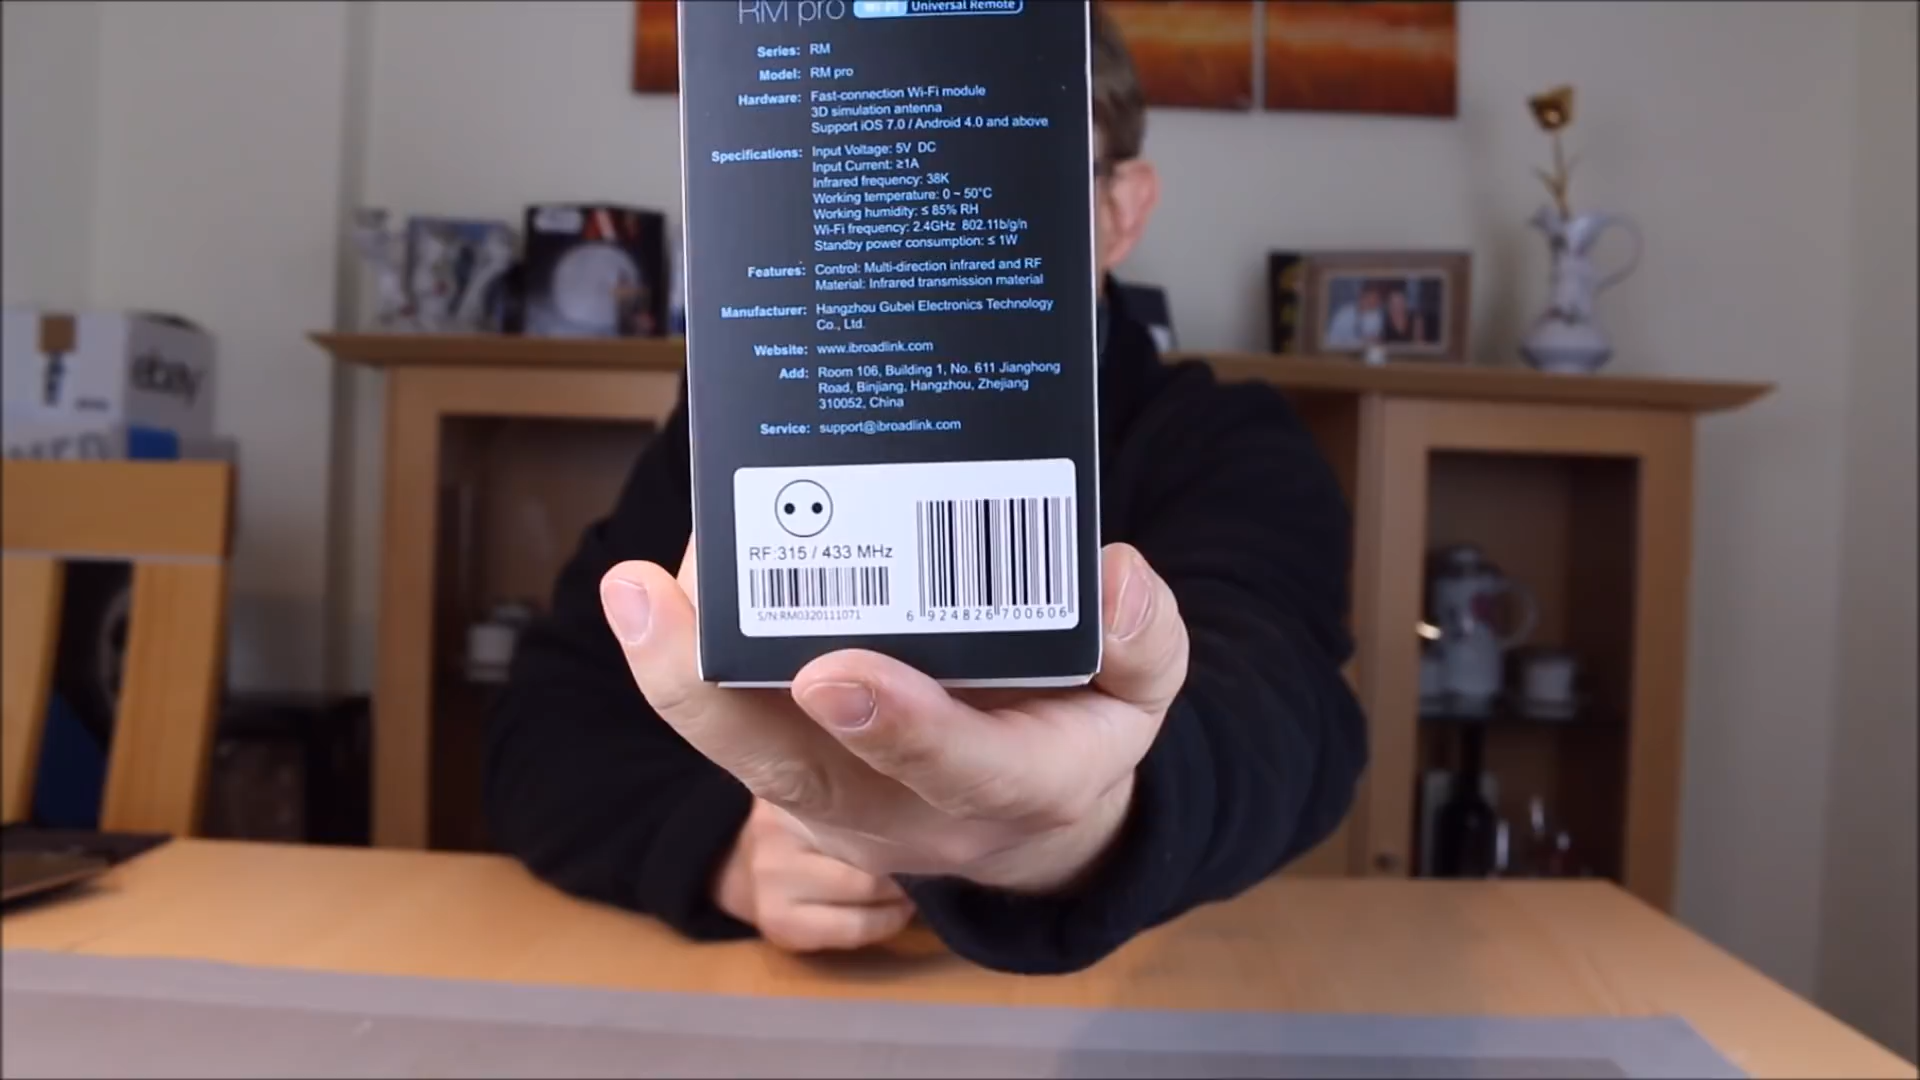 RM pro Wi-Fi Universal Remote
Series: RM
Model: RM pro
Hardware: Fast-connection Wi-Fi module
3D simulation antenna
Support iOS 7.0 / Android 4.0 and above
Specifications: Input Voltage: 5V DC
Input Current: ≥1A
Infrared frequency: 38K
Working temperature: 0 ~ 50°C
Working humidity: ≤ 85% RH
Wi-Fi frequency: 2.4GHz 802.11b/g/n
Standby power consumption: ≤ 1W
Features: Control: Multi-direction infrared and RF
Material: Infrared transmission material
Manufacturer: Hangzhou Gubei Electronics Technology
Co., Ltd.
Website: www.ibroadlink.com
Add: Room 106, Building 1, No. 611 Jianghong
Road, Binjiang, Hangzhou, Zhejiang
310052, China
Service: support@ibroadlink.com
RF:315 / 433 MHz
S/N:RM0320111071
6 924826 700606
ebay